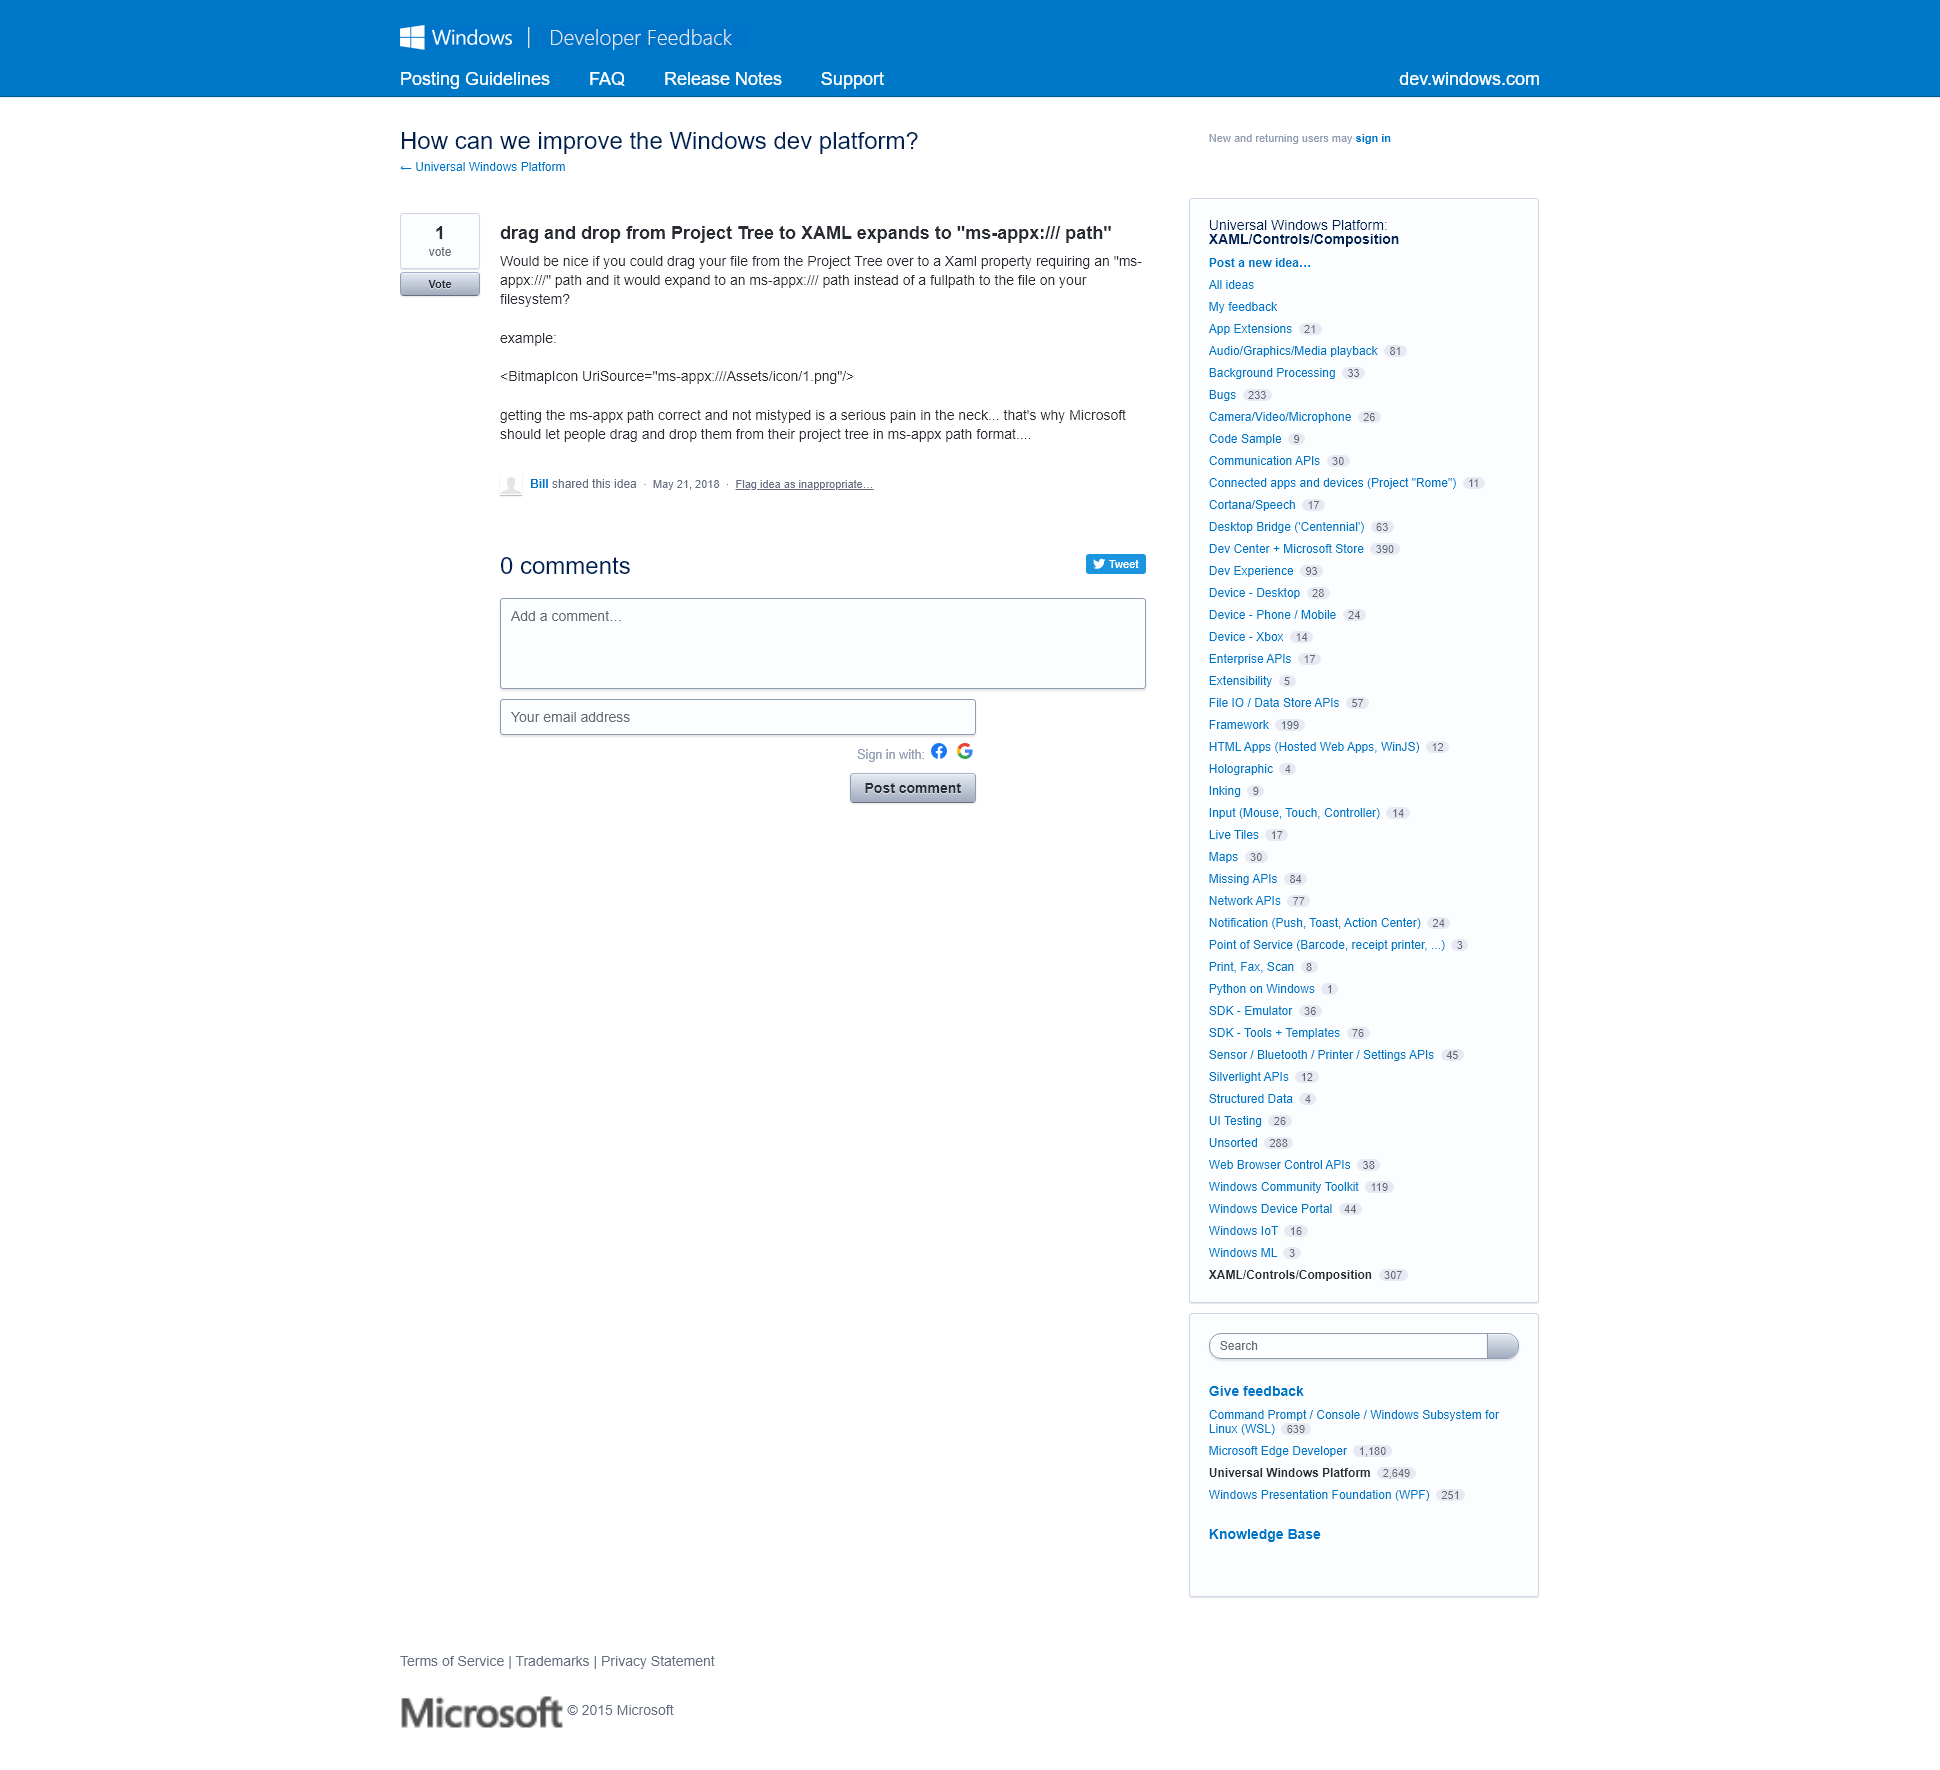 Windows | Developer Feedback
Posting Guidelines FAQ Release Notes Support dev.windows.com
How can we improve the Windows dev platform?
← Universal Windows Platform
New and returning users may sign in
1
vote
Vote
drag and drop from Project Tree to XAML expands to "ms-appx:/// path"
Would be nice if you could drag your file from the Project Tree over to a Xaml property requiring an "ms-
appx:///" path and it would expand to an ms-appx:/// path instead of a fullpath to the file on your
filesystem?
example:
<BitmapIcon UriSource="ms-appx:///Assets/icon/1.png"/>
getting the ms-appx path correct and not mistyped is a serious pain in the neck... that's why Microsoft
should let people drag and drop them from their project tree in ms-appx path format....
Bill shared this idea · May 21, 2018 · Flag idea as inappropriate…
0 comments
Tweet
Add a comment…
Your email address
Sign in with:
Post comment
Universal Windows Platform:
XAML/Controls/Composition
Post a new idea…
All ideas
My feedback
App Extensions 21
Audio/Graphics/Media playback 81
Background Processing 33
Bugs 233
Camera/Video/Microphone 26
Code Sample 9
Communication APIs 30
Connected apps and devices (Project "Rome") 11
Cortana/Speech 17
Desktop Bridge ('Centennial') 63
Dev Center + Microsoft Store 390
Dev Experience 93
Device - Desktop 28
Device - Phone / Mobile 24
Device - Xbox 14
Enterprise APIs 17
Extensibility 5
File IO / Data Store APIs 57
Framework 199
HTML Apps (Hosted Web Apps, WinJS) 12
Holographic 4
Inking 9
Input (Mouse, Touch, Controller) 14
Live Tiles 17
Maps 30
Missing APIs 84
Network APIs 77
Notification (Push, Toast, Action Center) 24
Point of Service (Barcode, receipt printer, ...) 3
Print, Fax, Scan 8
Python on Windows 1
SDK - Emulator 36
SDK - Tools + Templates 76
Sensor / Bluetooth / Printer / Settings APIs 45
Silverlight APIs 12
Structured Data 4
UI Testing 26
Unsorted 288
Web Browser Control APIs 38
Windows Community Toolkit 119
Windows Device Portal 44
Windows IoT 16
Windows ML 3
XAML/Controls/Composition 307
Search
Give feedback
Command Prompt / Console / Windows Subsystem for
Linux (WSL) 639
Microsoft Edge Developer 1,180
Universal Windows Platform 2,649
Windows Presentation Foundation (WPF) 251
Knowledge Base
Terms of Service | Trademarks | Privacy Statement
Microsoft © 2015 Microsoft